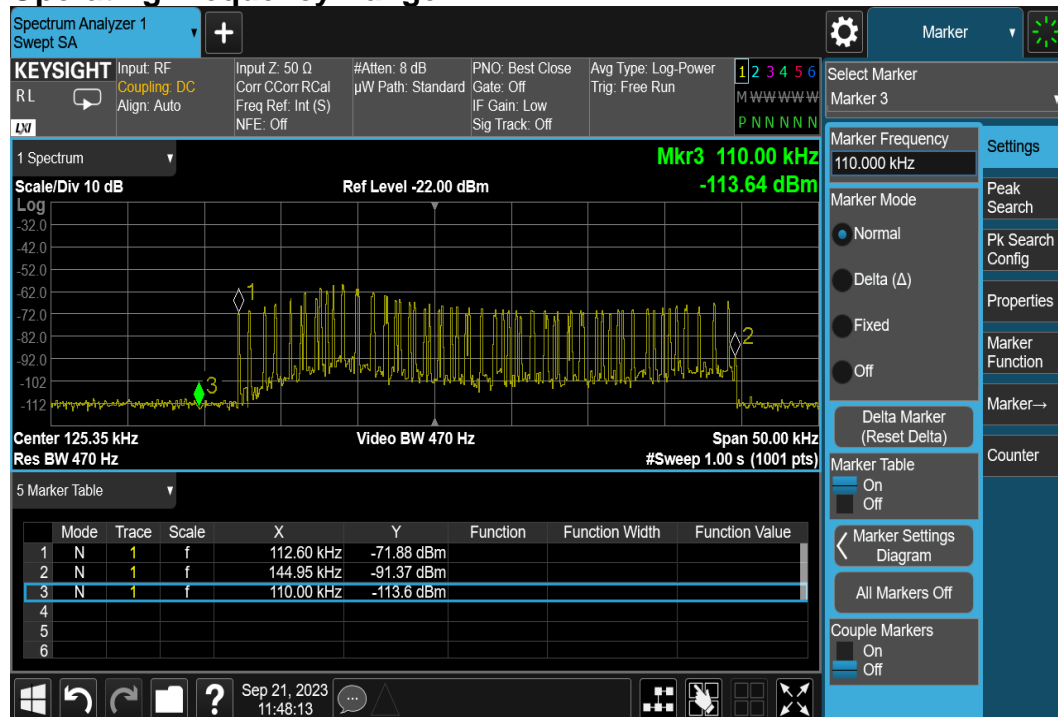 Operating Frequency Range
Spectrum Analyzer 1
Swept SA
Marker
KEYSIGHT
RL
LXI
Input: RF
Coupling: DC
Align: Auto
Input Z: 50 Ω
Corr CCorr RCal
Freq Ref: Int (S)
NFE: Off
#Atten: 8 dB
µW Path: Standard
PNO: Best Close
Gate: Off
IF Gain: Low
Sig Track: Off
Avg Type: Log-Power
Trig: Free Run
1 2 3 4 5 6
M W W W W W
P N N N N N
Select Marker
Marker 3
1 Spectrum
Mkr3 110.00 kHz
-113.64 dBm
Scale/Div 10 dB
Ref Level -22.00 dBm
Log
-32.0
-42.0
-52.0
-62.0
-72.0
-82.0
-92.0
-102
-112
1
2
3
Center 125.35 kHz
Video BW 470 Hz
Span 50.00 kHz
Res BW 470 Hz
#Sweep 1.00 s (1001 pts)
5 Marker Table
Mode Trace Scale X Y Function Function Width Function Value
1 N 1 f 112.60 kHz -71.88 dBm
2 N 1 f 144.95 kHz -91.37 dBm
3 N 1 f 110.00 kHz -113.6 dBm
4
5
6
Marker Frequency
110.000 kHz
Marker Mode
Normal
Delta (Δ)
Fixed
Off
Delta Marker
(Reset Delta)
Marker Table
On
Off
Marker Settings
Diagram
All Markers Off
Couple Markers
On
Off
Settings
Peak
Search
Pk Search
Config
Properties
Marker
Function
Marker→
Counter
?
Sep 21, 2023
11:48:13